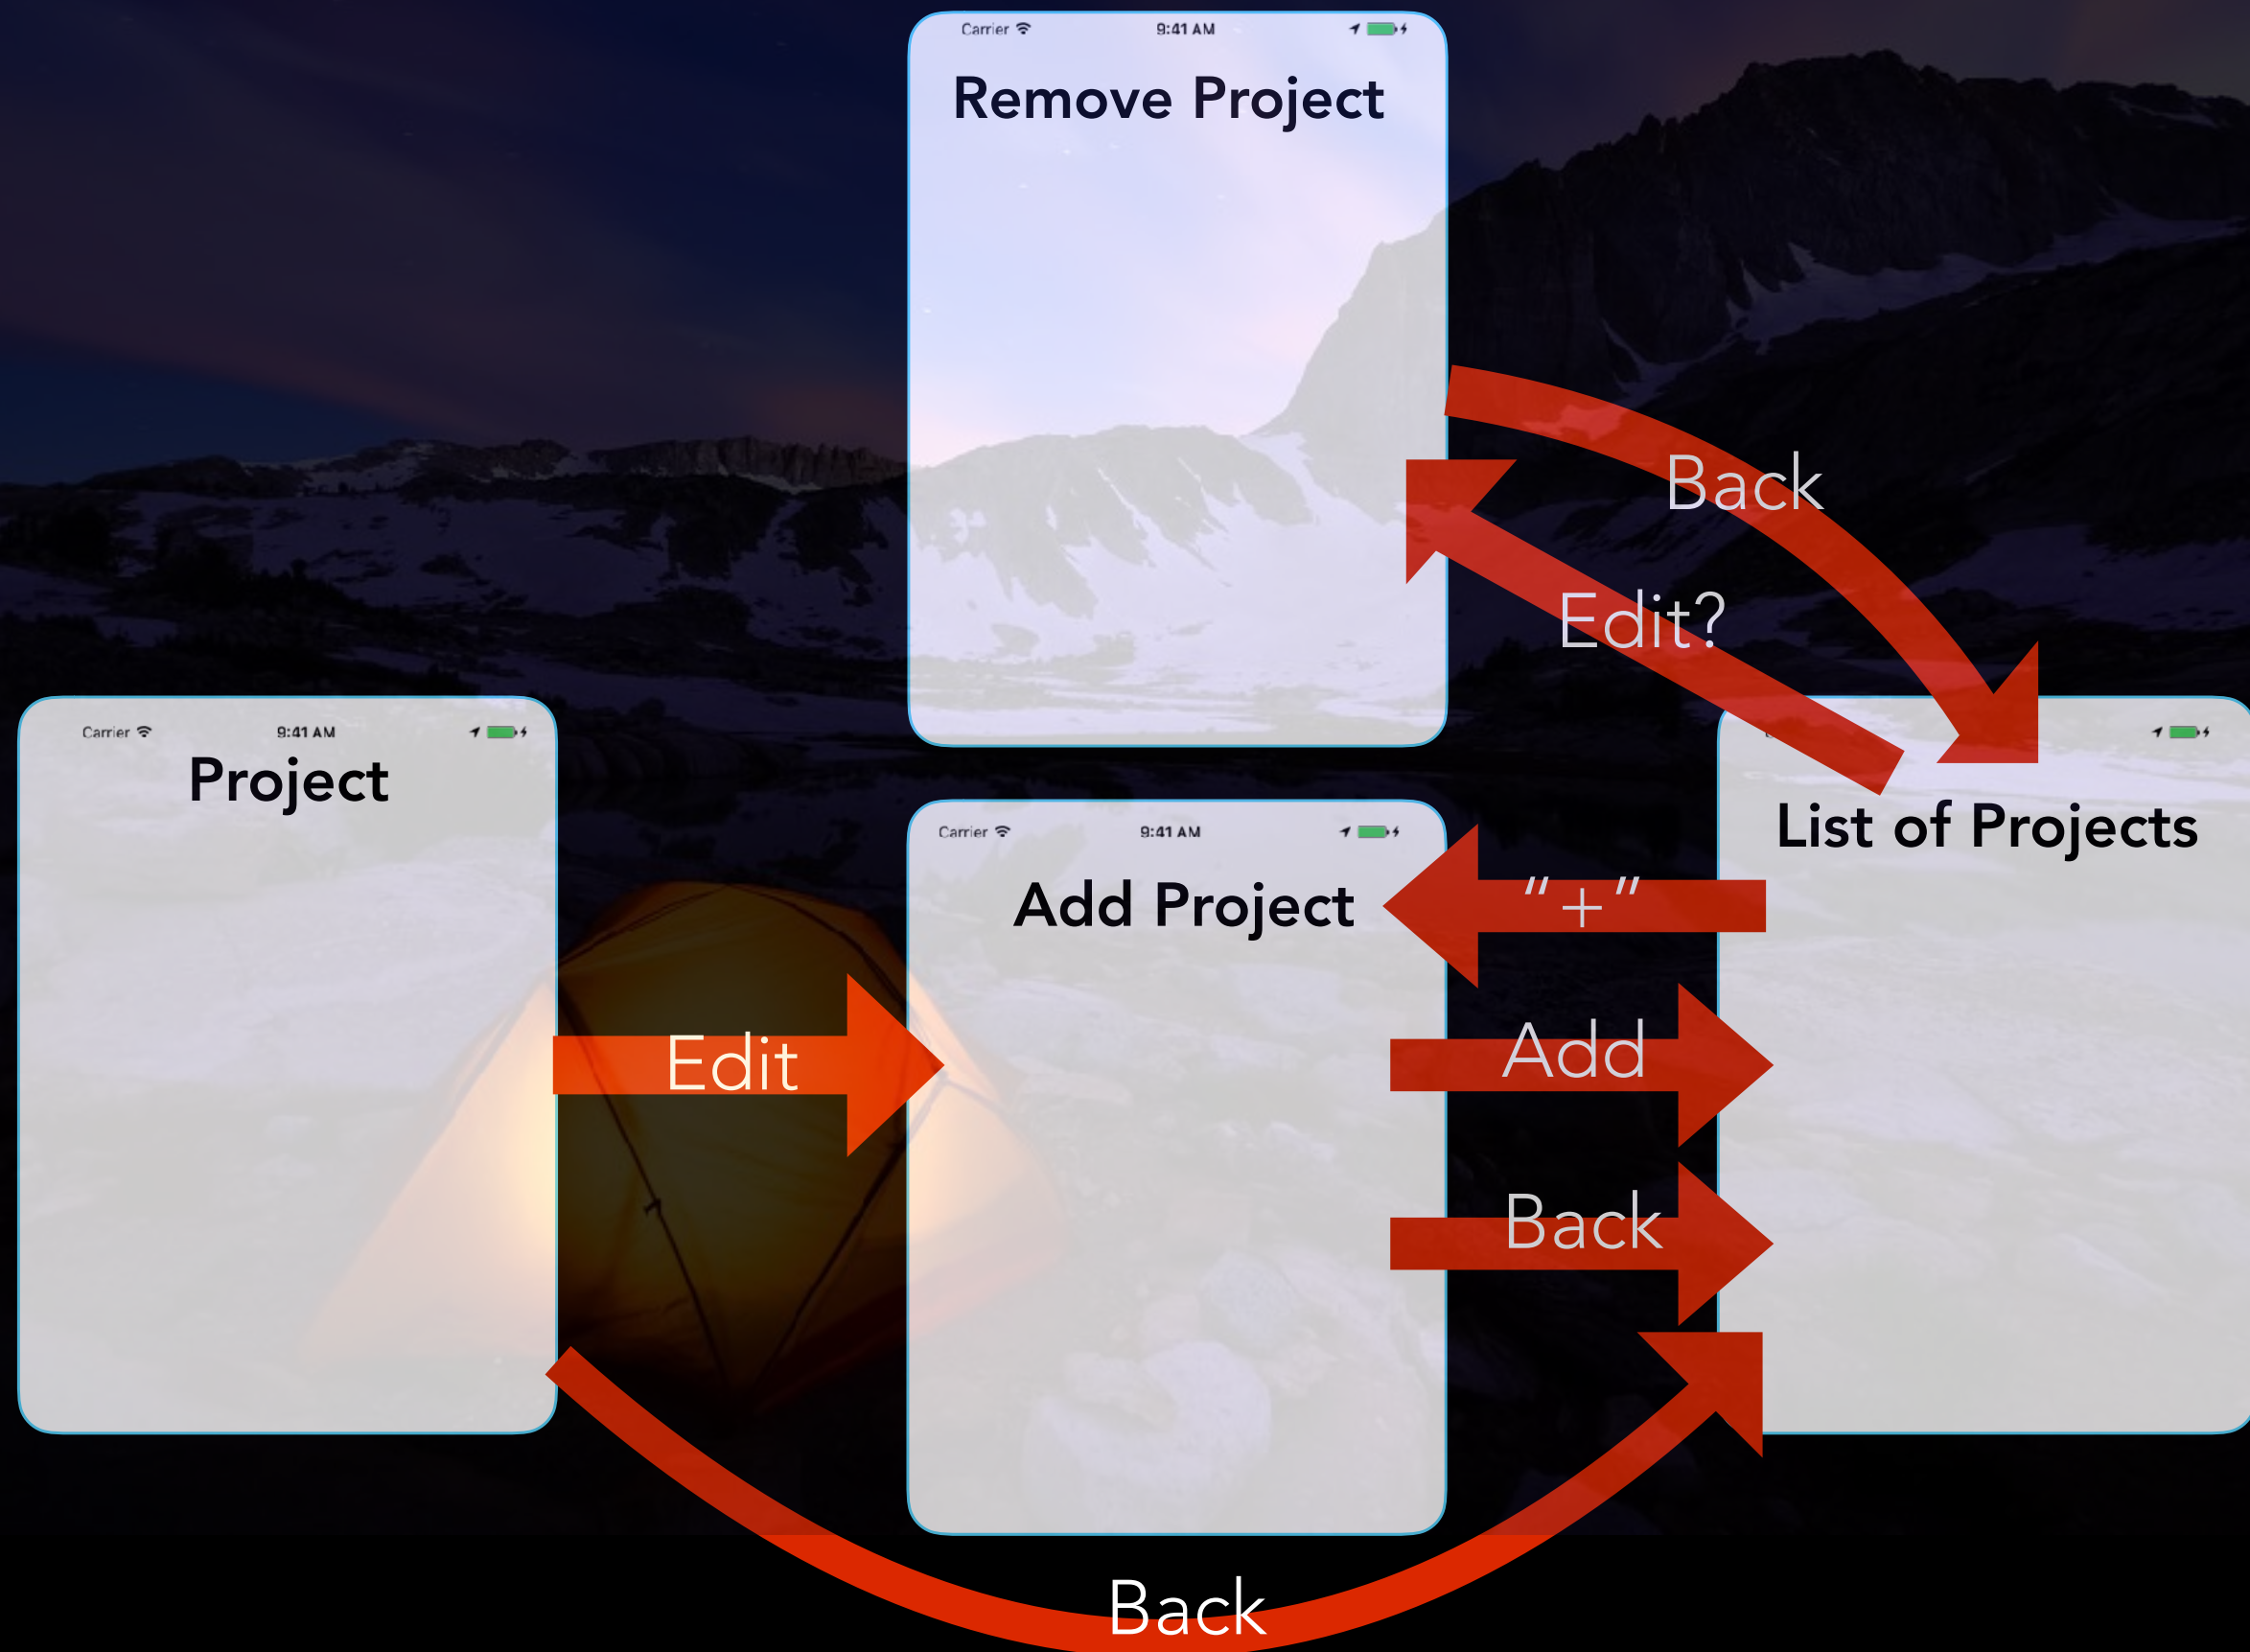 Carrier 9:41 AM
Remove Project
Back
Edit?
Carrier 9:41 AM
Project
List of Projects
Carrier 9:41 AM
Add Project
“+”
Edit
Add
Back
Back